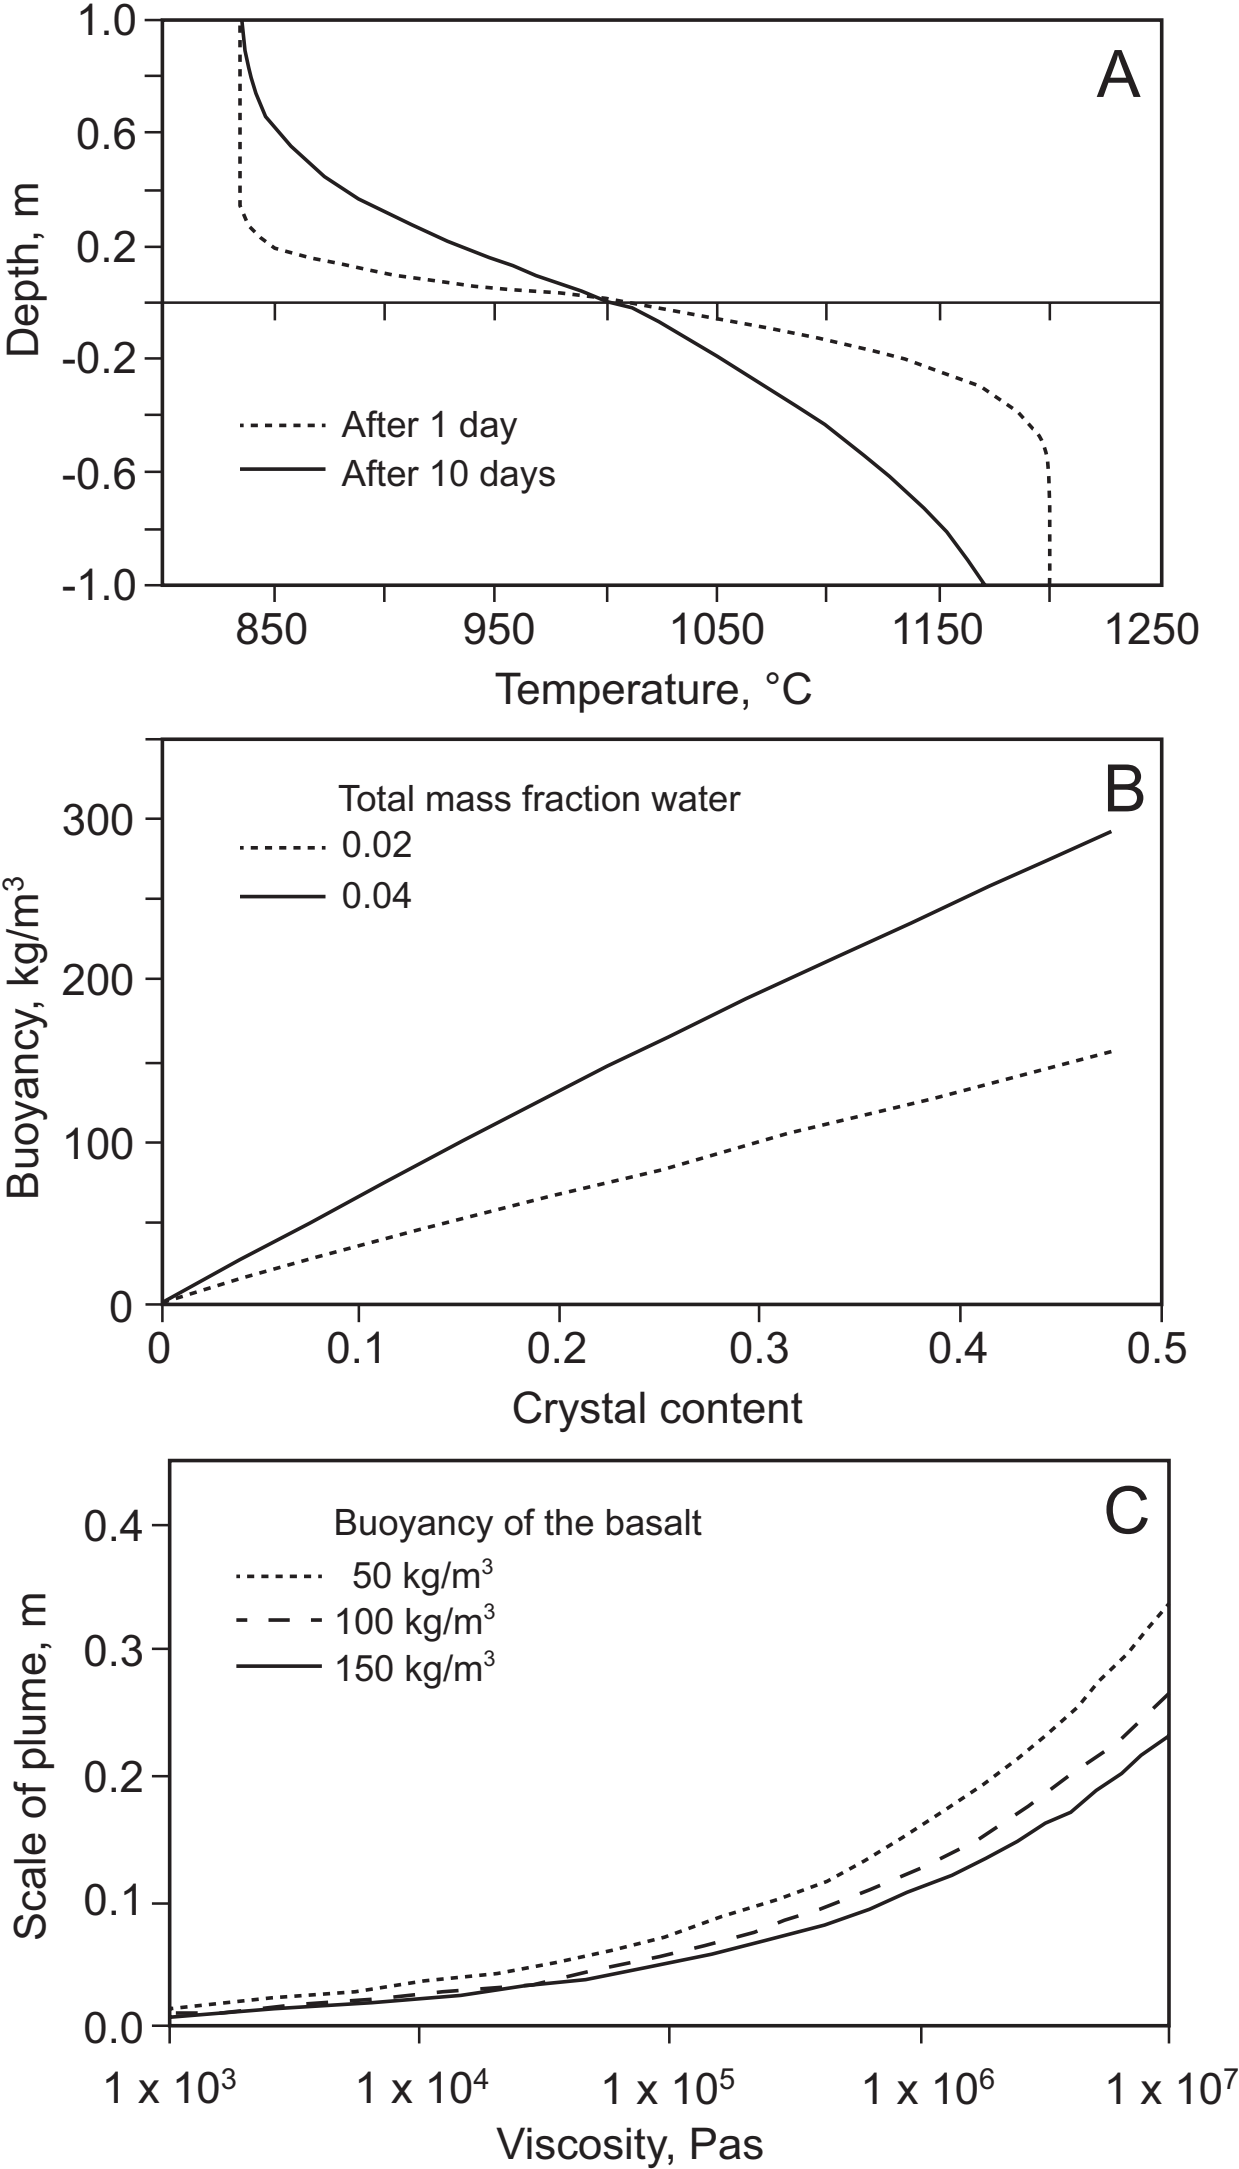 A
1.0
0.6
0.2
-0.2
-0.6
-1.0
Depth, m
After 1 day
After 10 days
850 950 1050 1150 1250
Temperature, °C
B
300
200
100
0
Buoyancy, kg/m³
Total mass fraction water
0.02
0.04
0 0.1 0.2 0.3 0.4 0.5
Crystal content
C
0.4
0.3
0.2
0.1
0.0
Scale of plume, m
Buoyancy of the basalt
50 kg/m³
100 kg/m³
150 kg/m³
1 x 10³ 1 x 10⁴ 1 x 10⁵ 1 x 10⁶ 1 x 10⁷
Viscosity, Pas